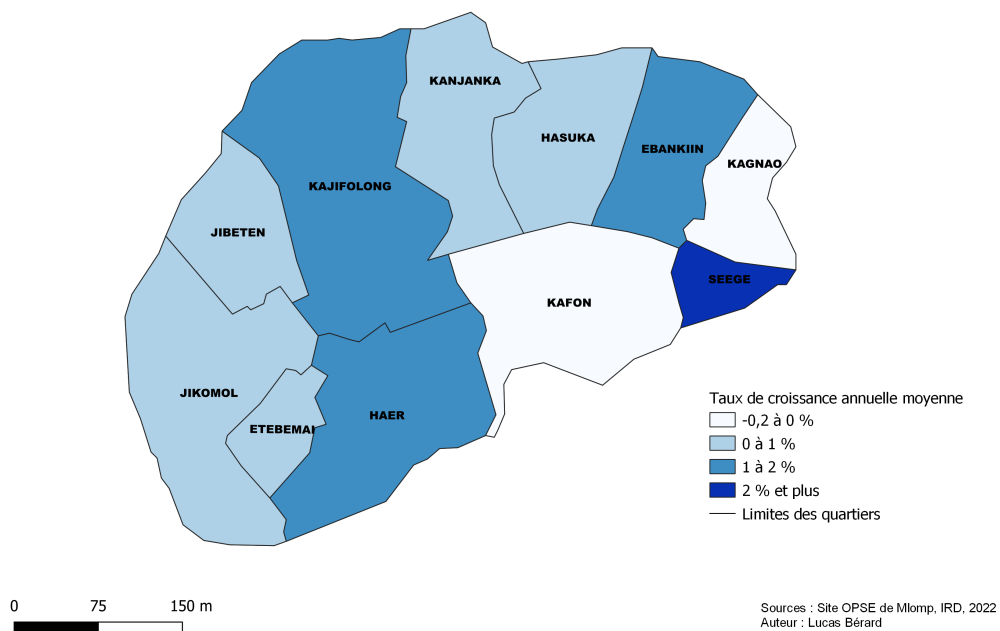 KANJANKA
HASUKA
EBANKIIN
KAGNAO
KAJIFOLONG
JIBETEN
SEEGE
KAFON
JIKOMOL
HAER
ETEBEMAI
Taux de croissance annuelle moyenne
-0,2 à 0 %
0 à 1 %
1 à 2 %
2 % et plus
Limites des quartiers
0 75 150 m
Sources : Site OPSE de Mlomp, IRD, 2022
Auteur : Lucas Bérard